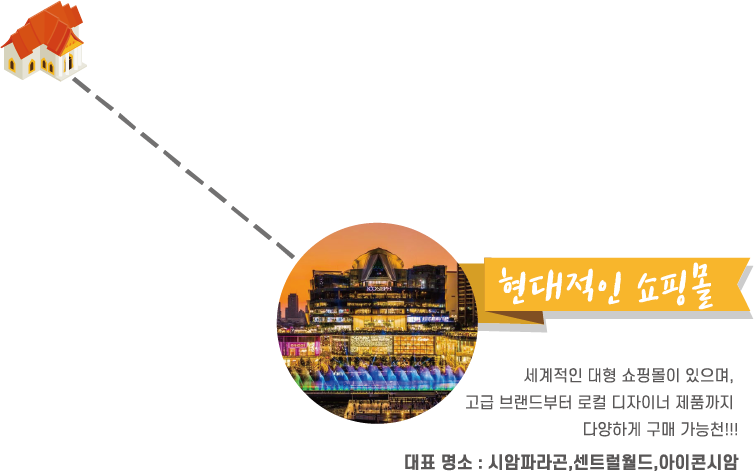 현대적인 쇼핑몰
세계적인 대형 쇼핑몰이 있으며,
고급 브랜드부터 로컬 디자이너 제품까지
다양하게 구매 가능천!!!
대표 명소 : 시암파라곤,센트럴월드,아이콘시암